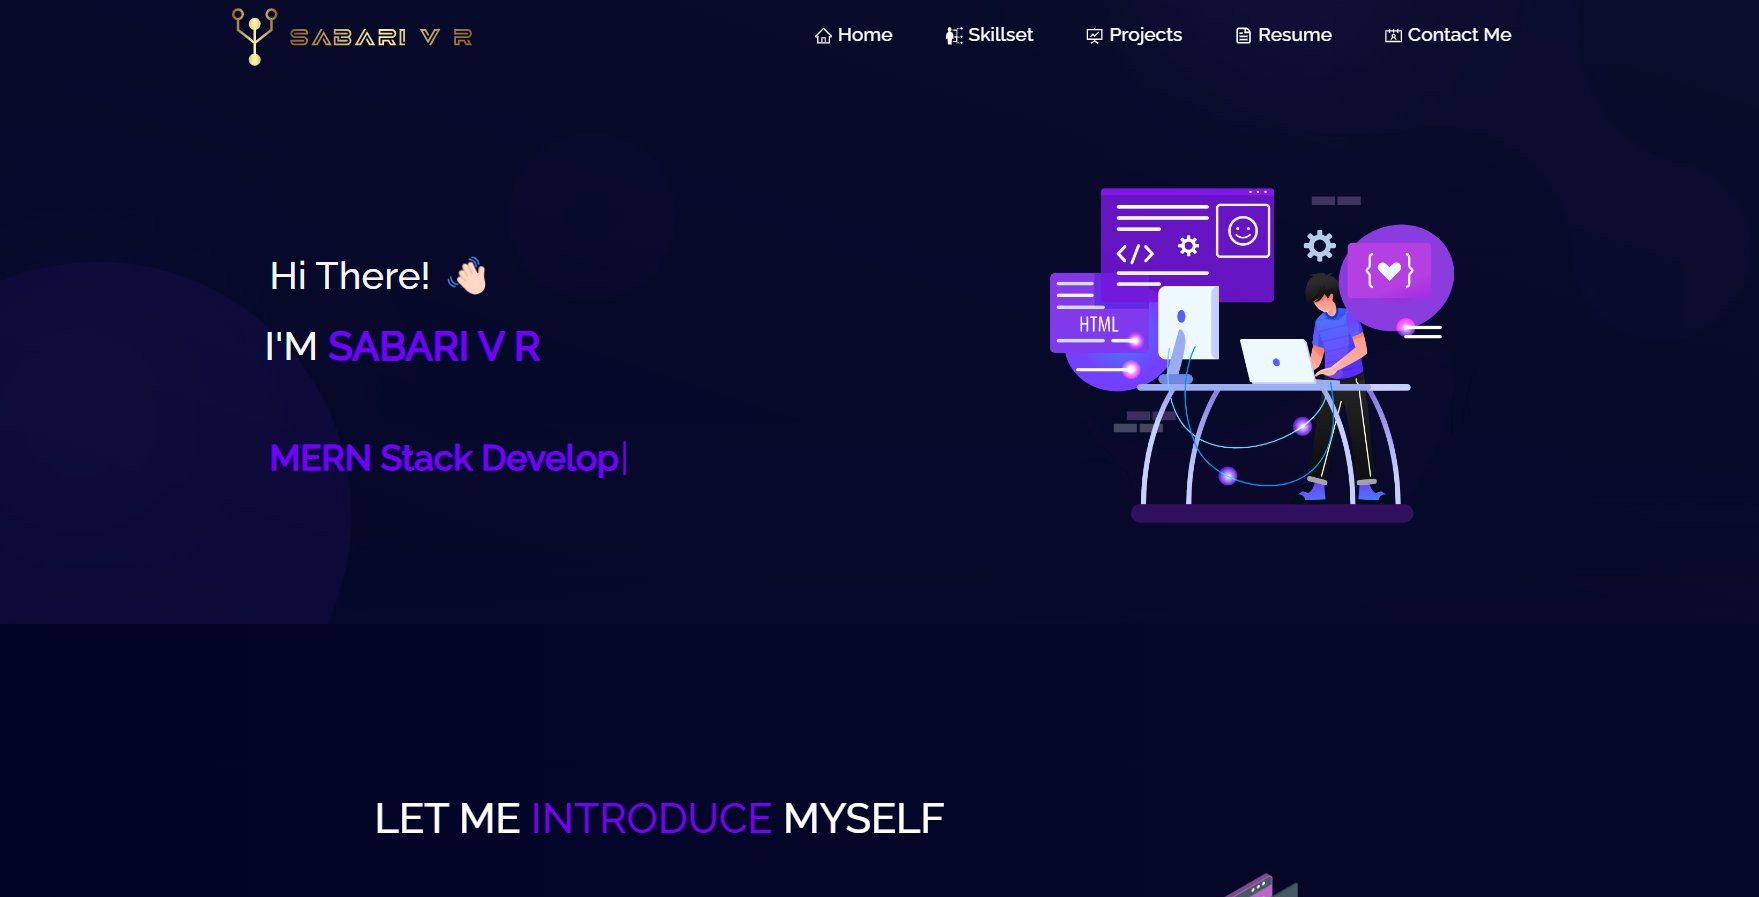 SABARI V R
Home Skillset Projects Resume Contact Me
Hi There! 👋🏻
I'M SABARI V R
MERN Stack Develop|
</>
HTML
{♥}
LET ME INTRODUCE MYSELF